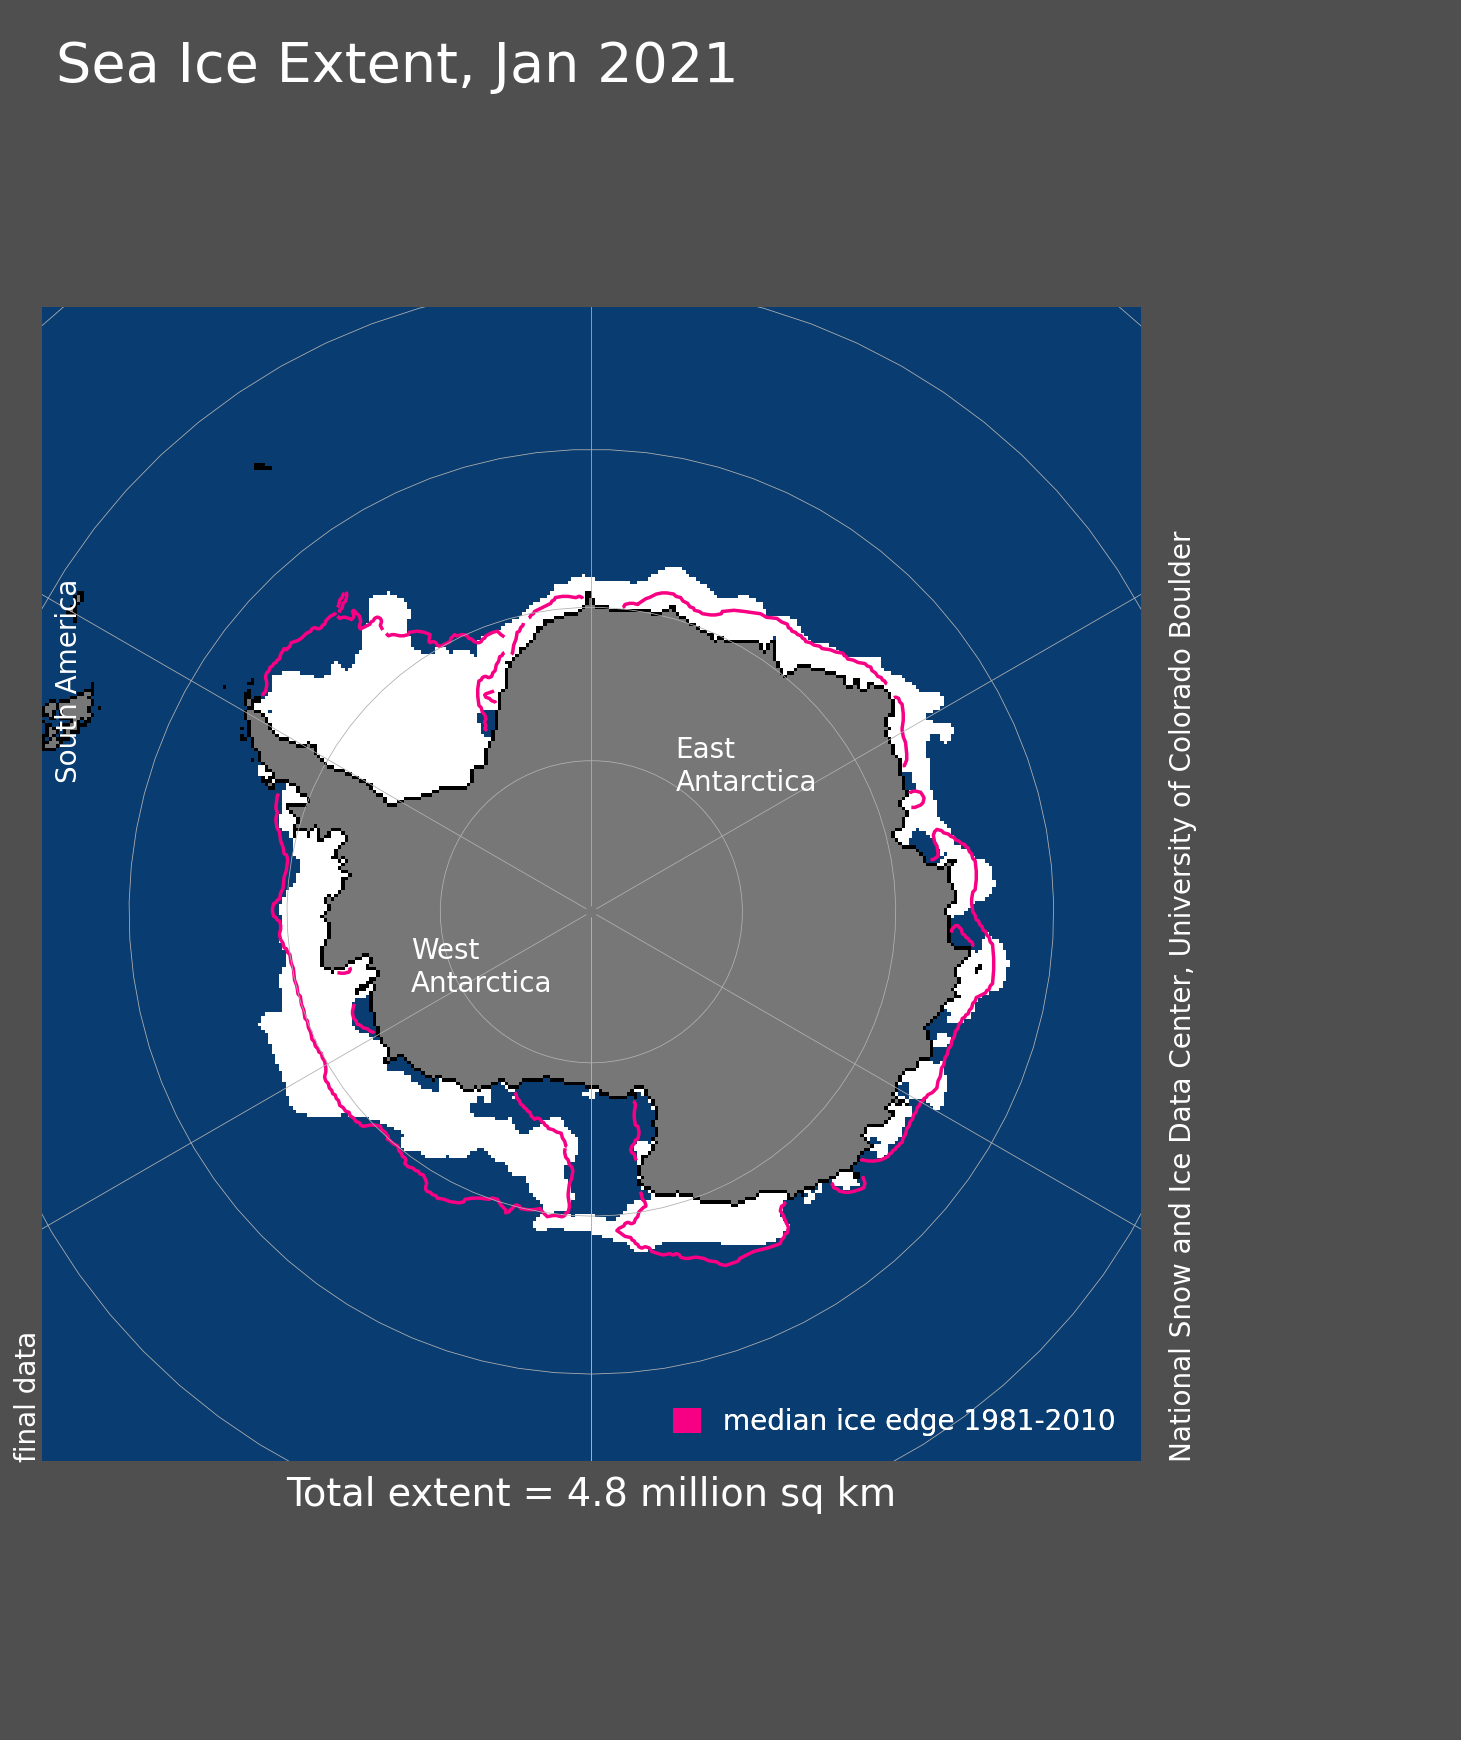 Sea Ice Extent, Jan 2021
South America
East
Antarctica
West
Antarctica
median ice edge 1981-2010
final data
National Snow and Ice Data Center, University of Colorado Boulder
Total extent = 4.8 million sq km